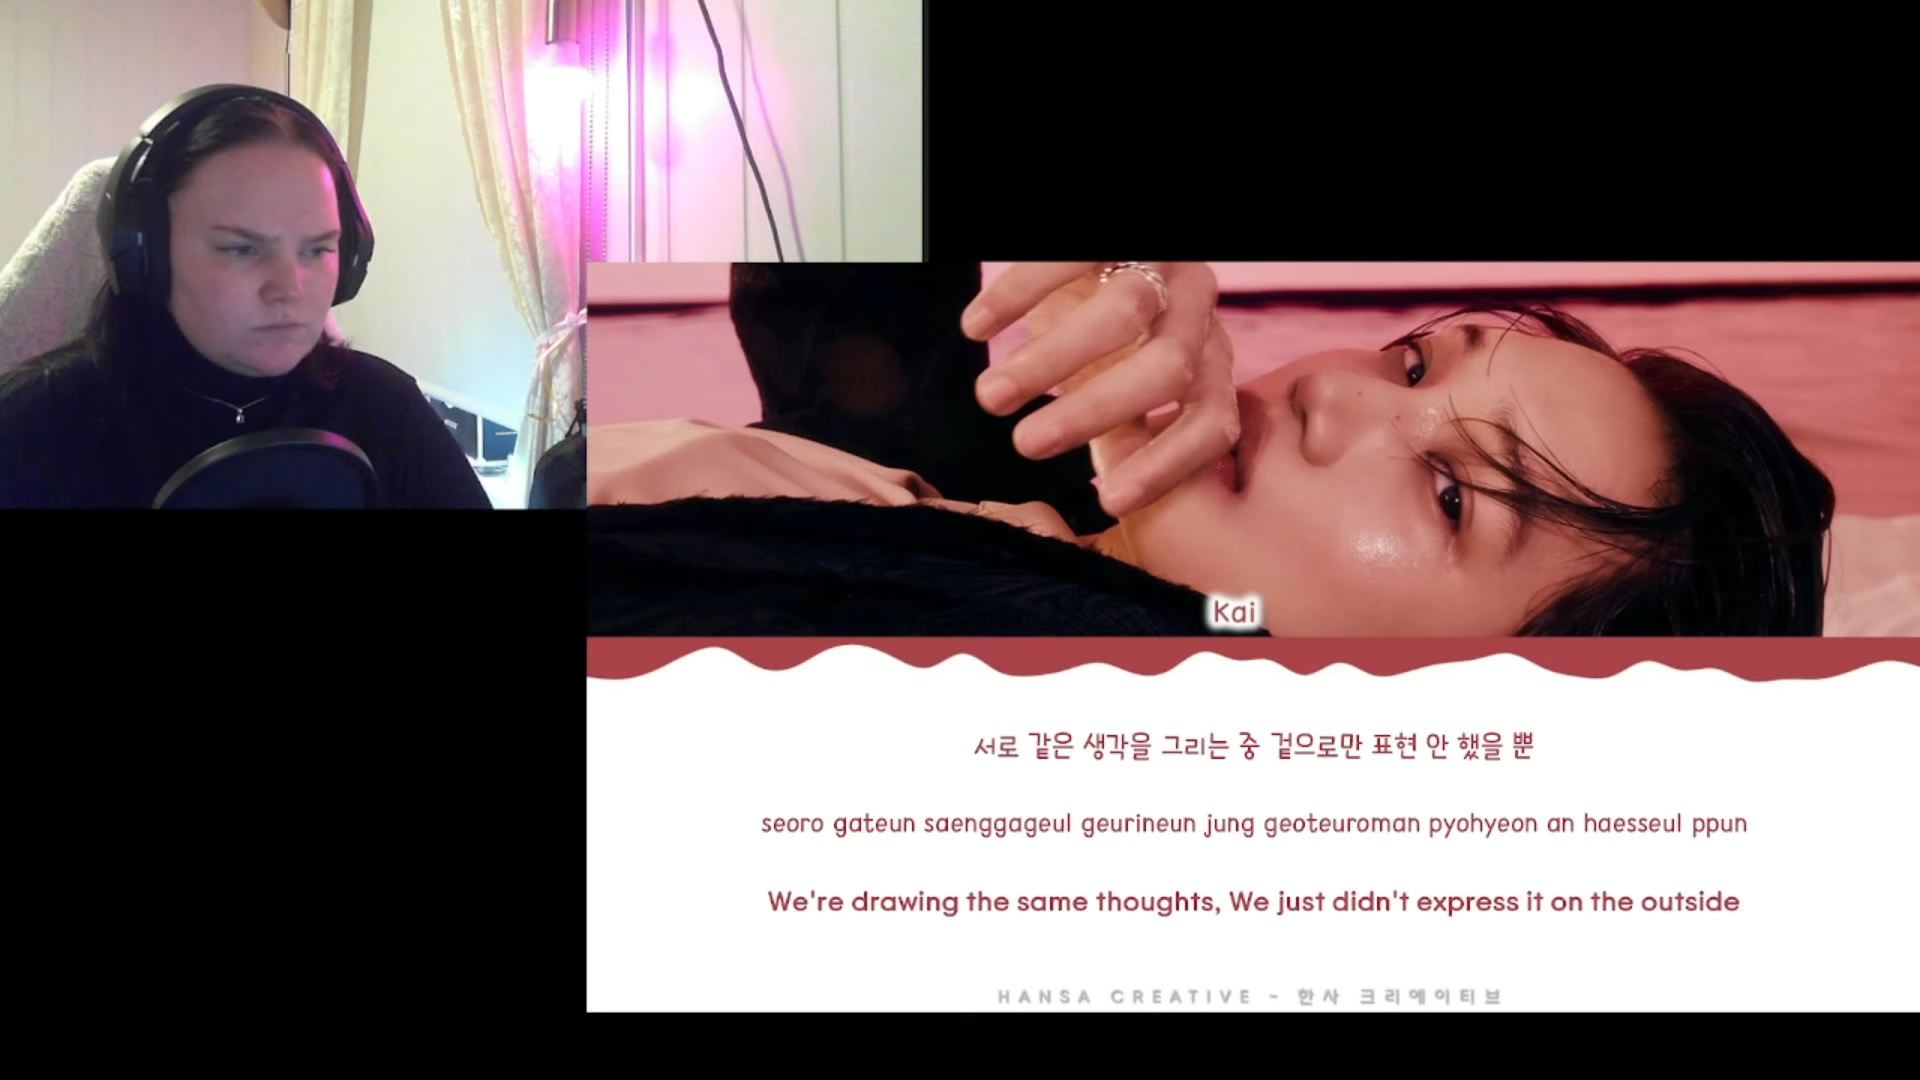 Kai
서로 같은 생각을 그리는 중 겉으로만 표현 안 했을 뿐
seoro gateun saenggageul geurineun jung geoteuroman pyohyeon an haesseul ppun
We're drawing the same thoughts, We just didn't express it on the outside
HANSA CREATIVE - 한사 크리에이티브